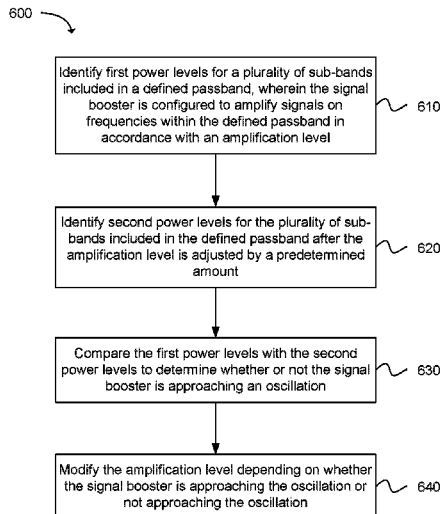 600
Identify first power levels for a plurality of sub-
bands included in a defined passband, wherein the signal
booster is configured to amplify signals on
frequencies within the defined passband in
accordance with an amplification level
610
Identify second power levels for the plurality of sub-
bands included in the defined passband after the
amplification level is adjusted by a predetermined
amount
620
Compare the first power levels with the second
power levels to determine whether or not the signal
booster is approaching an oscillation
630
Modify the amplification level depending on whether
the signal booster is approaching the oscillation or
not approaching the oscillation
640